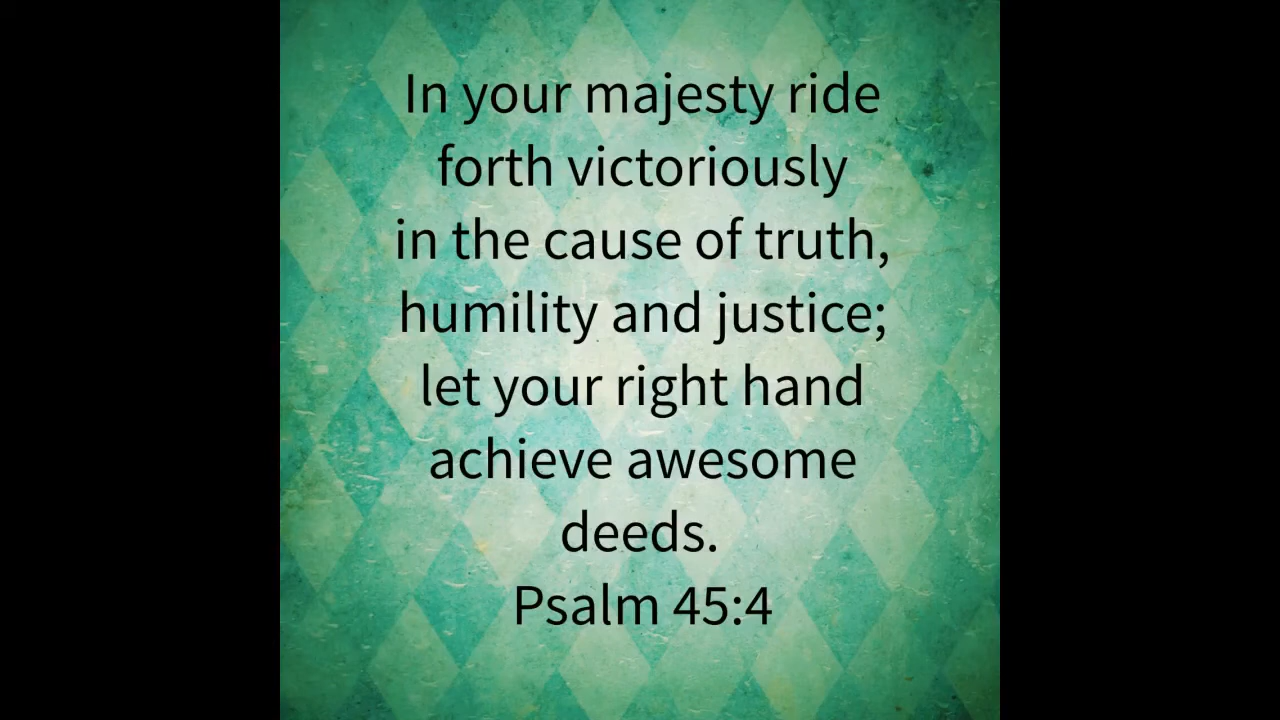 In your majesty ride
forth victoriously
in the cause of truth,
humility and justice;
let your right hand
achieve awesome
deeds.
Psalm 45:4